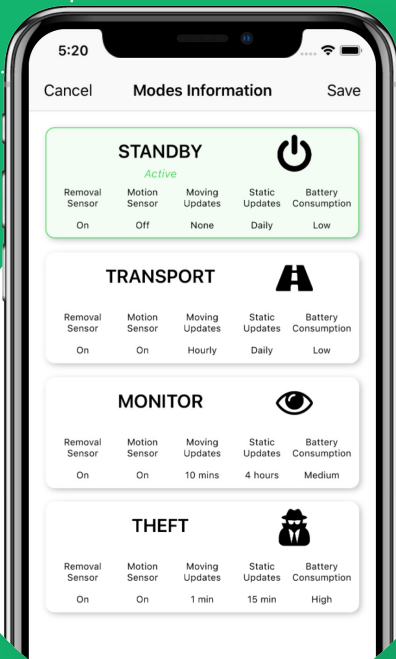 5:20
Cancel Modes Information Save
STANDBY
Active
Removal Sensor Motion Sensor Moving Updates Static Updates Battery Consumption
On Off None Daily Low
TRANSPORT
Removal Sensor Motion Sensor Moving Updates Static Updates Battery Consumption
On On Hourly Daily Low
MONITOR
Removal Sensor Motion Sensor Moving Updates Static Updates Battery Consumption
On On 10 mins 4 hours Medium
THEFT
Removal Sensor Motion Sensor Moving Updates Static Updates Battery Consumption
On On 1 min 15 min High